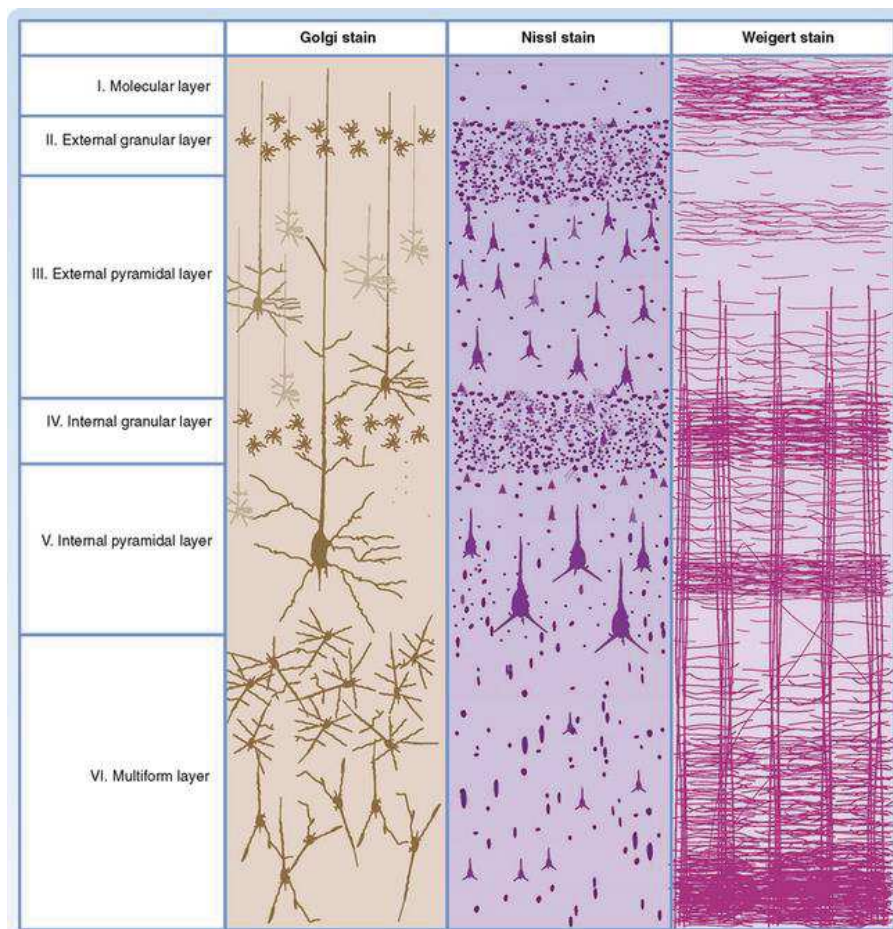 Golgi stain
Nissl stain
Weigert stain
I. Molecular layer
II. External granular layer
III. External pyramidal layer
IV. Internal granular layer
V. Internal pyramidal layer
VI. Multiform layer